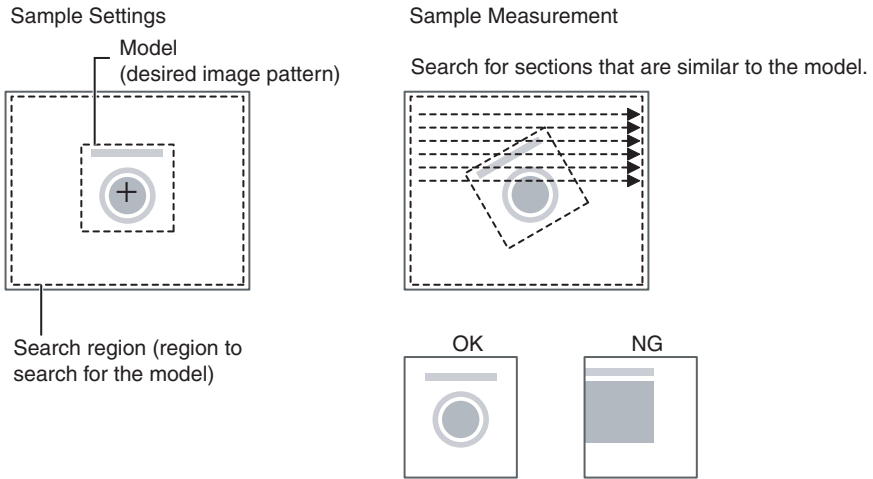 Sample Settings
Model
(desired image pattern)
Search region (region to
search for the model)
Sample Measurement
Search for sections that are similar to the model.
OK
NG